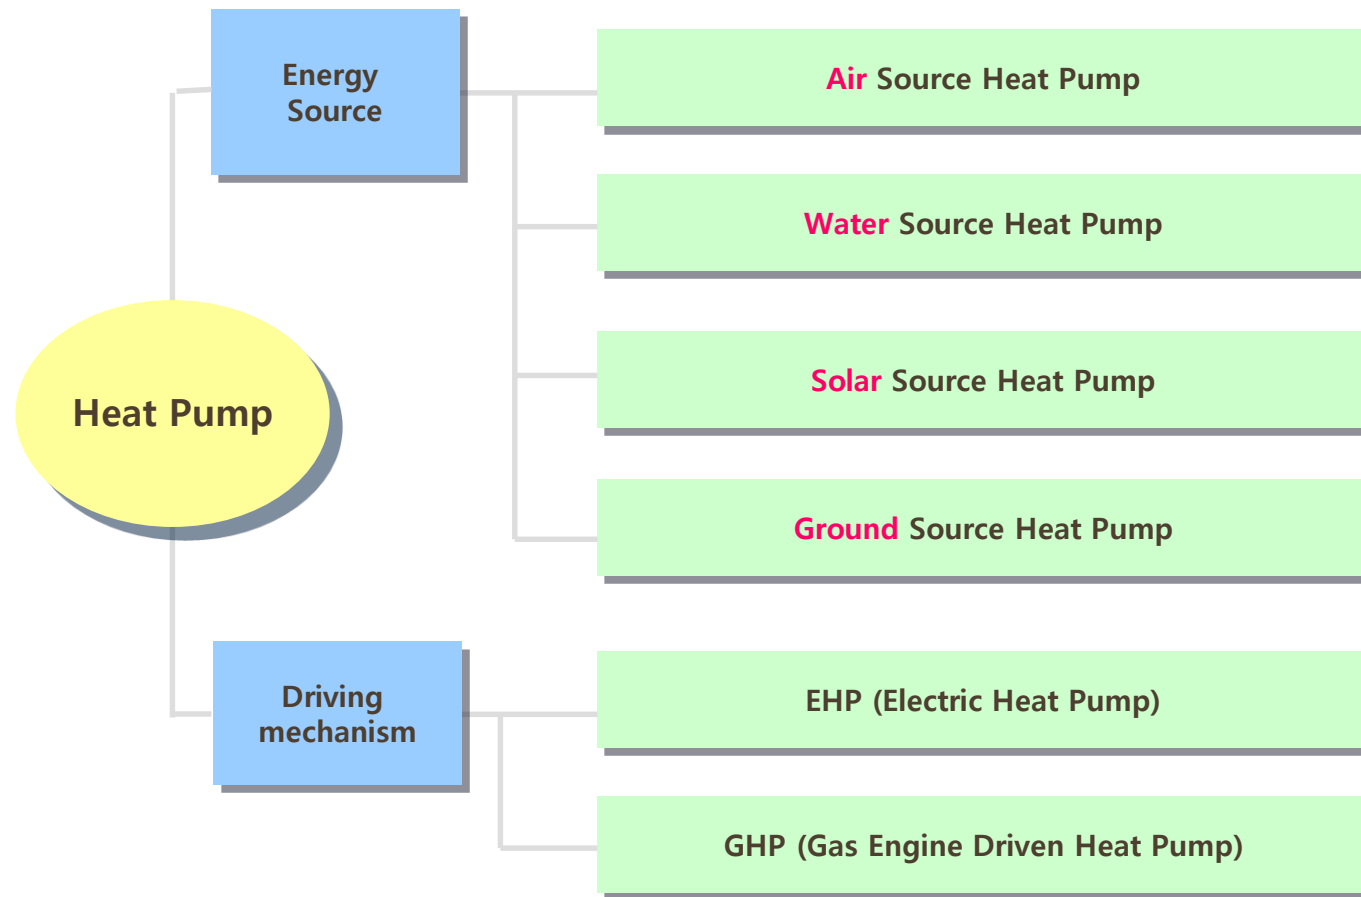 Energy
Source
Air Source Heat Pump
Water Source Heat Pump
Solar Source Heat Pump
Ground Source Heat Pump
Heat Pump
Driving
mechanism
EHP (Electric Heat Pump)
GHP (Gas Engine Driven Heat Pump)